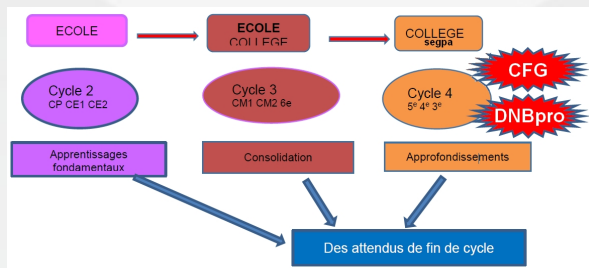 ECOLE
ECOLE
COLLEGE
COLLEGE
segpa
Cycle 2
CP CE1 CE2
Cycle 3
CM1 CM2 6e
Cycle 4
5e 4e 3e
CFG
DNBpro
Apprentissages
fondamentaux
Consolidation
Approfondissements
Des attendus de fin de cycle